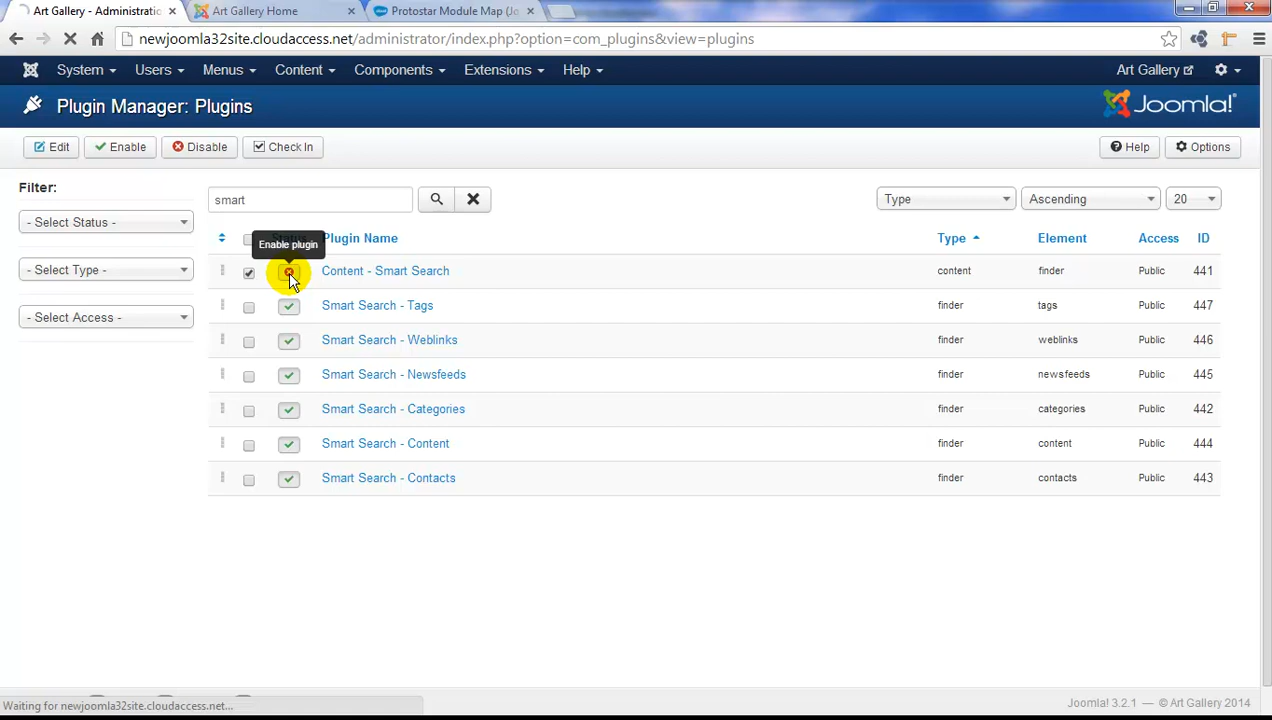 Art Gallery - Administratio
Art Gallery Home
Protostar Module Map (Jo
newjoomla32site.cloudaccess.net/administrator/index.php?option=com_plugins&view=plugins
System Users Menus Content Components Extensions Help Art Gallery
Plugin Manager: Plugins Joomla!
Edit Enable Disable Check In Help Options
Filter:
- Select Status -
- Select Type -
- Select Access -
smart Type Ascending 20
Enable plugin
Plugin Name Type Element Access ID
Content - Smart Search content finder Public 441
Smart Search - Tags finder tags Public 447
Smart Search - Weblinks finder weblinks Public 446
Smart Search - Newsfeeds finder newsfeeds Public 445
Smart Search - Categories finder categories Public 442
Smart Search - Content finder content Public 444
Smart Search - Contacts finder contacts Public 443
Waiting for newjoomla32site.cloudaccess.net...
Joomla! 3.2.1 — © Art Gallery 2014